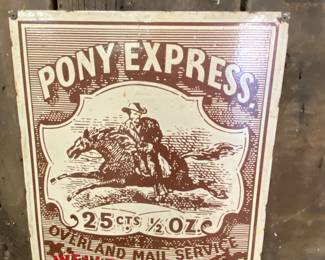 PONY EXPRESS.
25 CTS ½ OZ.
OVERLAND MAIL SERVICE